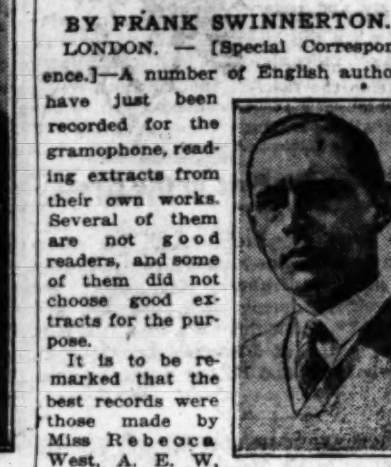 BY FRANK SWINNERTON.
LONDON. — [Special Correspon
ence.]—A number of English autho
have just been
recorded for the
gramophone, read-
ing extracts from
their own works.
Several of them
are not good
readers, and some
of them did not
choose good ex-
tracts for the pur-
pose.
It is to be re-
marked that the
best records were
those made by
Miss Rebecca
West, A. E. W.